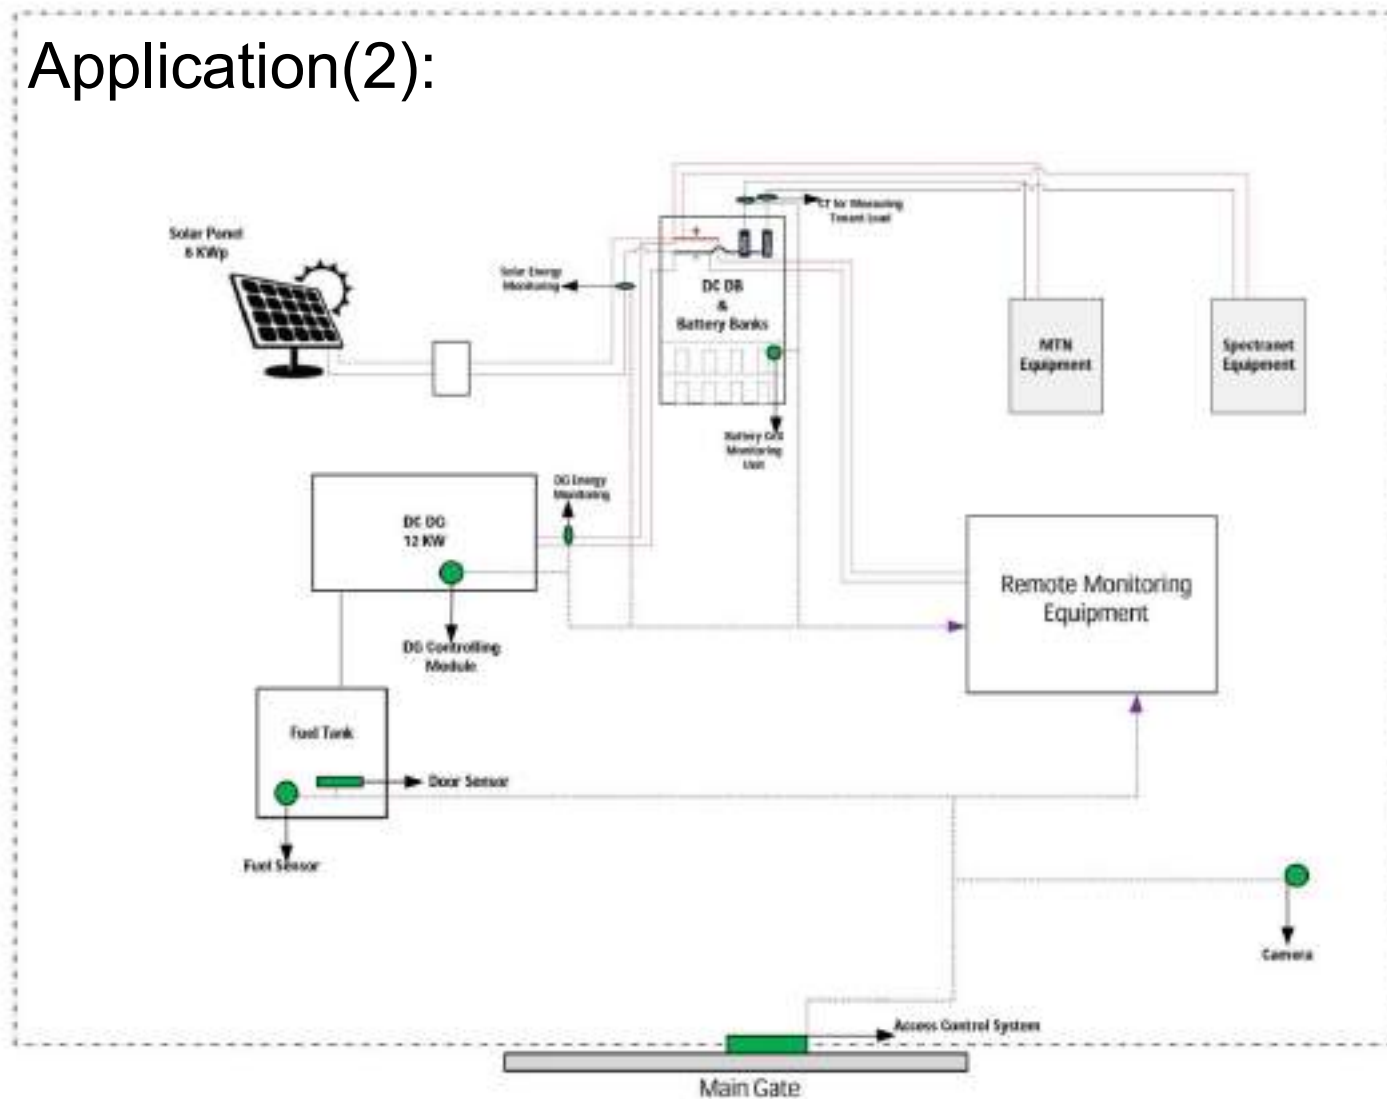 Application(2):
CT for Measuring
Tenant Load
Solar Panel
6 KWp
Solar Energy
Monitoring
+
-
DC DB
&
Battery Banks
MTN
Equipment
Spectranet
Equipment
Battery Cell
Monitoring
Unit
DG Energy
Monitoring
DC DG
12 KW
Remote Monitoring
Equipment
DG Controlling
Module
Fuel Tank
Door Sensor
Fuel Sensor
Camera
Access Control System
Main Gate